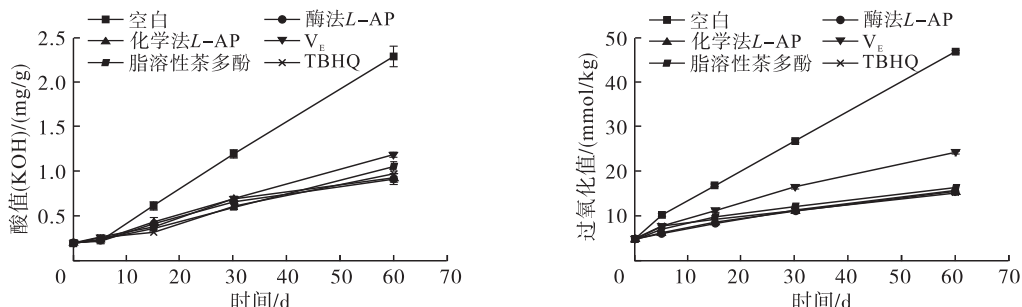 空白
酶法L-AP
化学法L-AP
V_E
脂溶性茶多酚
TBHQ
2.5
2.0
1.5
1.0
0.5
0 10 20 30 40 50 60 70
酸值(KOH)/(mg/g)
时间/d
空白
酶法L-AP
化学法L-AP
V_E
脂溶性茶多酚
TBHQ
50
40
30
20
10
0 10 20 30 40 50 60 70
过氧化值/(mmol/kg)
时间/d